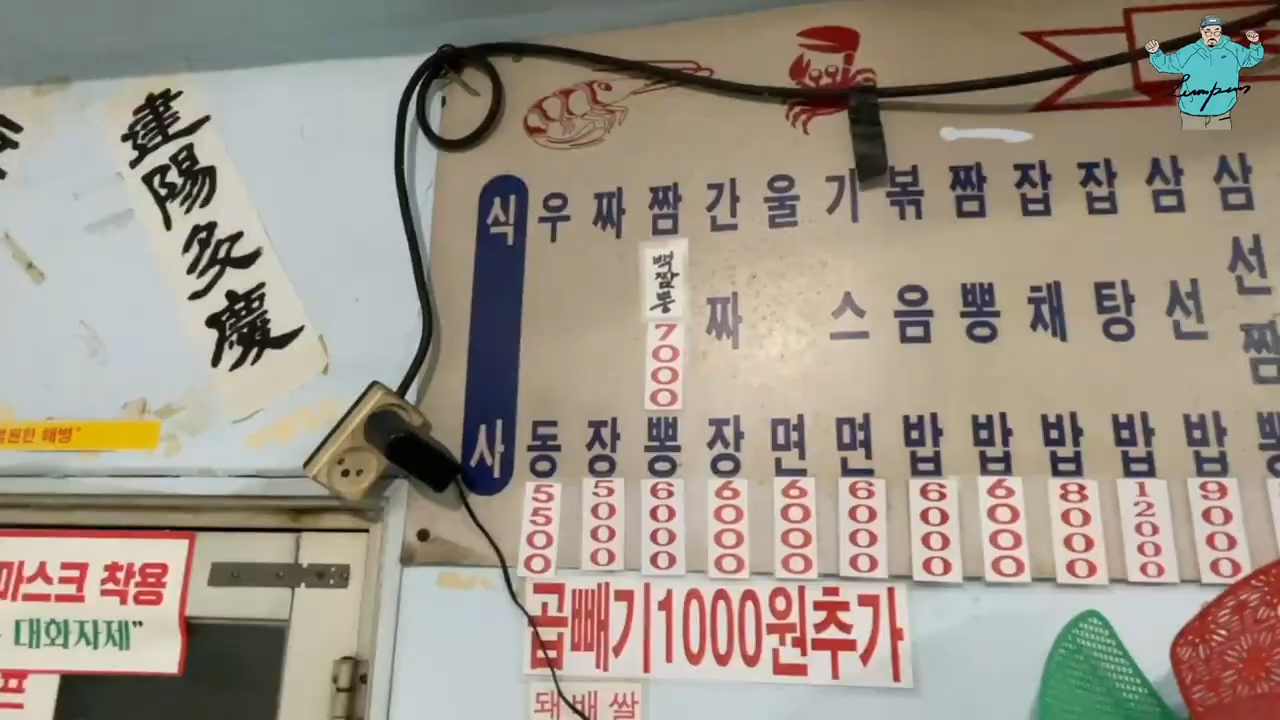 建陽多慶
식사
우동 5500
짜장 5000
짬뽕 6000
백짬뽕 7000
간짜장 6000
울면 6000
기스면 6000
볶음밥 6000
짬뽕밥 6000
잡채밥 8000
잡탕밥 12000
삼선밥 9000
삼선짬뽕
곱빼기1000원추가
돼 배 쌀
마스크 착용
대화자제"